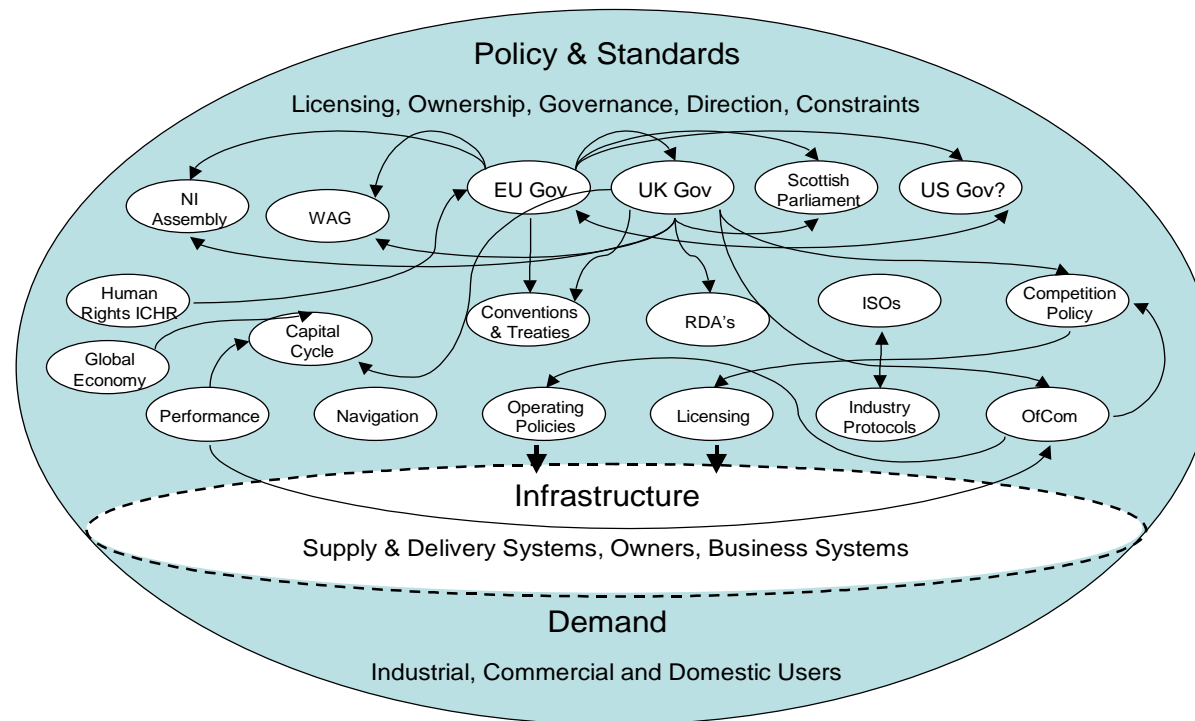 Policy & Standards
Licensing, Ownership, Governance, Direction, Constraints
NI
Assembly
WAG
EU Gov
UK Gov
Scottish
Parliament
US Gov?
Human
Rights ICHR
Global
Economy
Capital
Cycle
Conventions
& Treaties
RDA's
ISOs
Competition
Policy
Performance
Navigation
Operating
Policies
Licensing
Industry
Protocols
OfCom
Infrastructure
Supply & Delivery Systems, Owners, Business Systems
Demand
Industrial, Commercial and Domestic Users